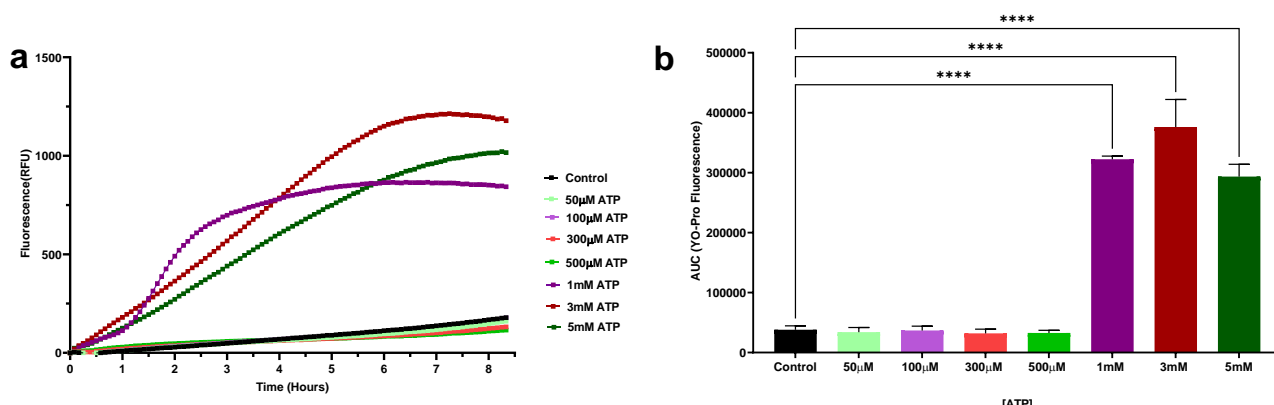 a
1500
1000
500
0
Fluorescence(RFU)
0 1 2 3 4 5 6 7 8
Time (Hours)
Control
50μM ATP
100μM ATP
300μM ATP
500μM ATP
1mM ATP
3mM ATP
5mM ATP
b
****
****
****
500000
400000
300000
200000
100000
0
AUC (YO-Pro Fluorescence)
Control 50μM 100μM 300μM 500μM 1mM 3mM 5mM
[ATP]